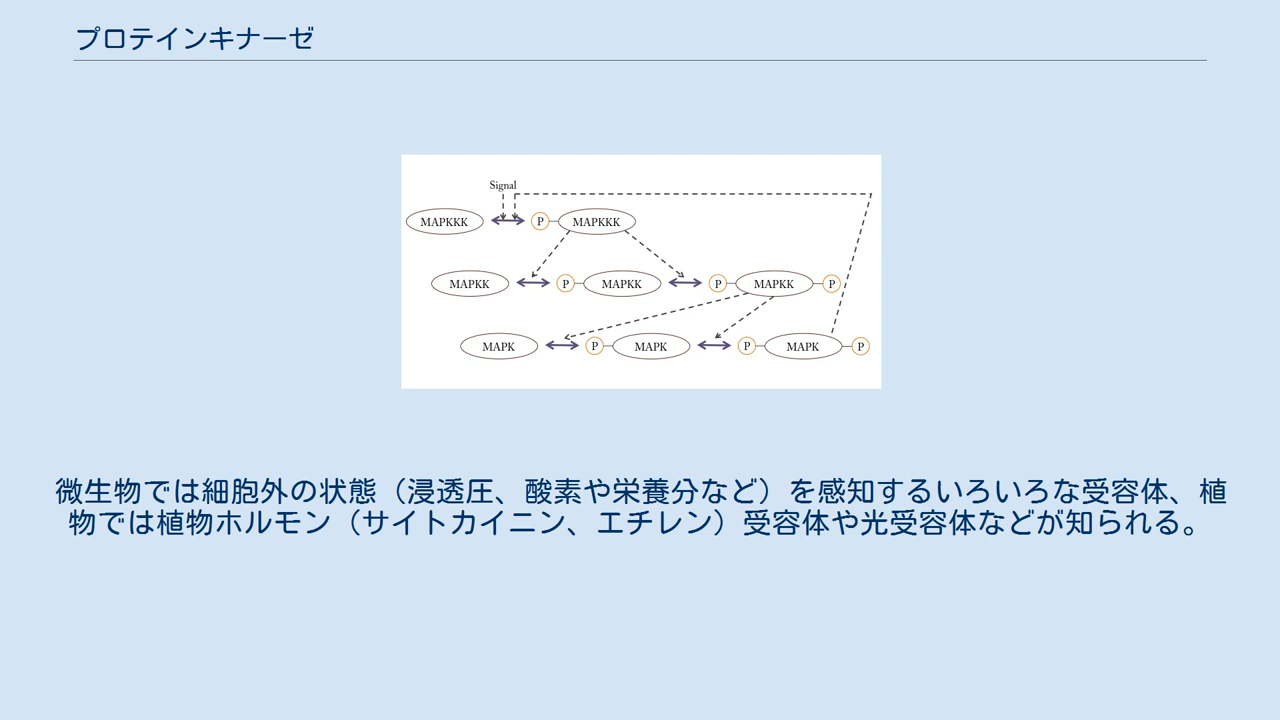 プロテインキナーゼ
Signal
MAPKKK P MAPKKK
MAPKK P MAPKK P MAPKK P
MAPK P MAPK P MAPK P
微生物では細胞外の状態（浸透圧、酸素や栄養分など）を感知するいろいろな受容体、植
物では植物ホルモン（サイトカイニン、エチレン）受容体や光受容体などが知られる。